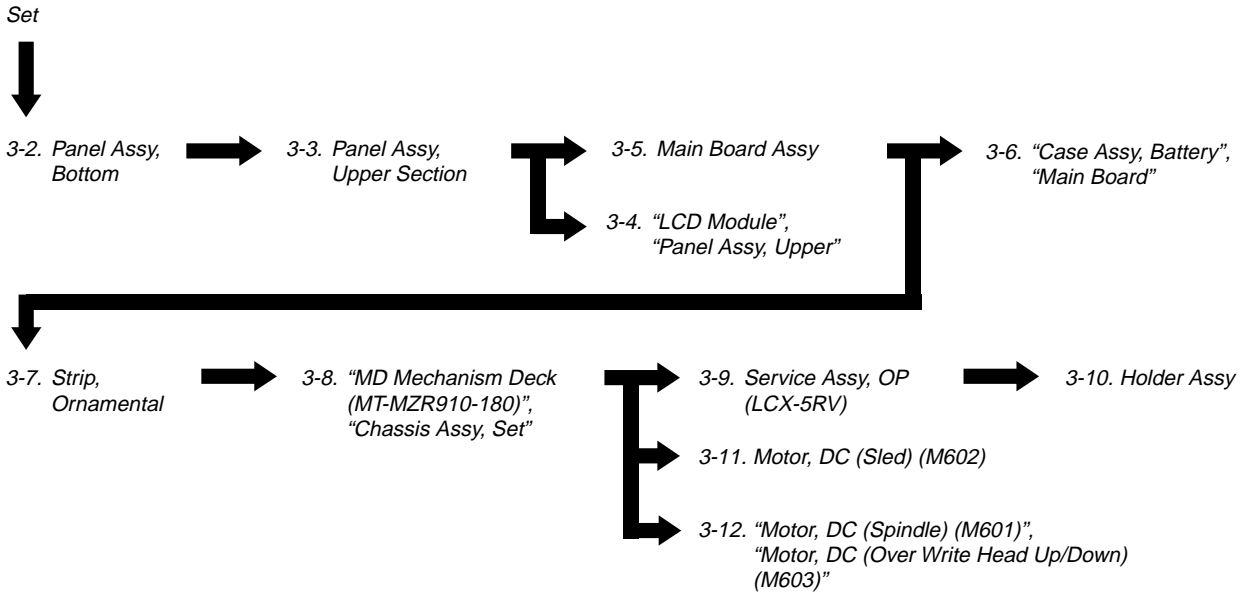 Set
3-2. Panel Assy,
Bottom
3-3. Panel Assy,
Upper Section
3-5. Main Board Assy
3-6. “Case Assy, Battery”,
“Main Board”
3-4. “LCD Module”,
“Panel Assy, Upper”
3-7. Strip,
Ornamental
3-8. “MD Mechanism Deck
(MT-MZR910-180)”,
“Chassis Assy, Set”
3-9. Service Assy, OP
(LCX-5RV)
3-10. Holder Assy
3-11. Motor, DC (Sled) (M602)
3-12. “Motor, DC (Spindle) (M601)”,
“Motor, DC (Over Write Head Up/Down)
(M603)”